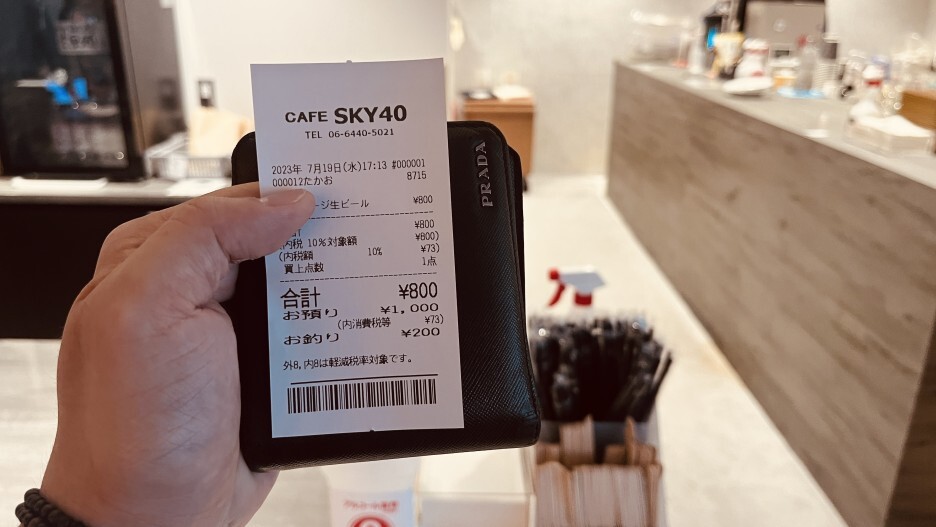 CAFE SKY40
TEL 06-6440-5021
2023年 7月19日(水)17:13 #000001
000012たかお 8715
ージ生ビール ¥800
計 ¥800
(内税 10%対象額 ¥800)
(内税額 10% ¥73)
買上点数 1点
合計 ¥800
お預り ¥1,000
(内消費税等 ¥73)
お釣り ¥200
外8,内8は軽減税率対象です。
PRADA